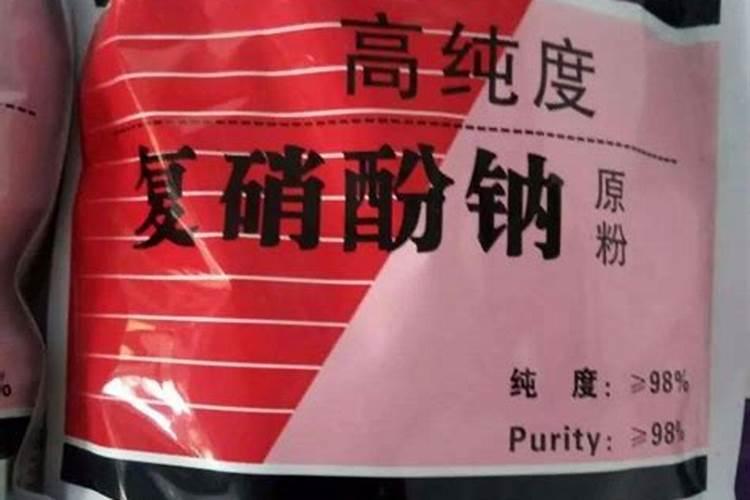 高纯度
复硝酚钠
原粉
纯 度: ⩾98%
Purity: ⩾98%